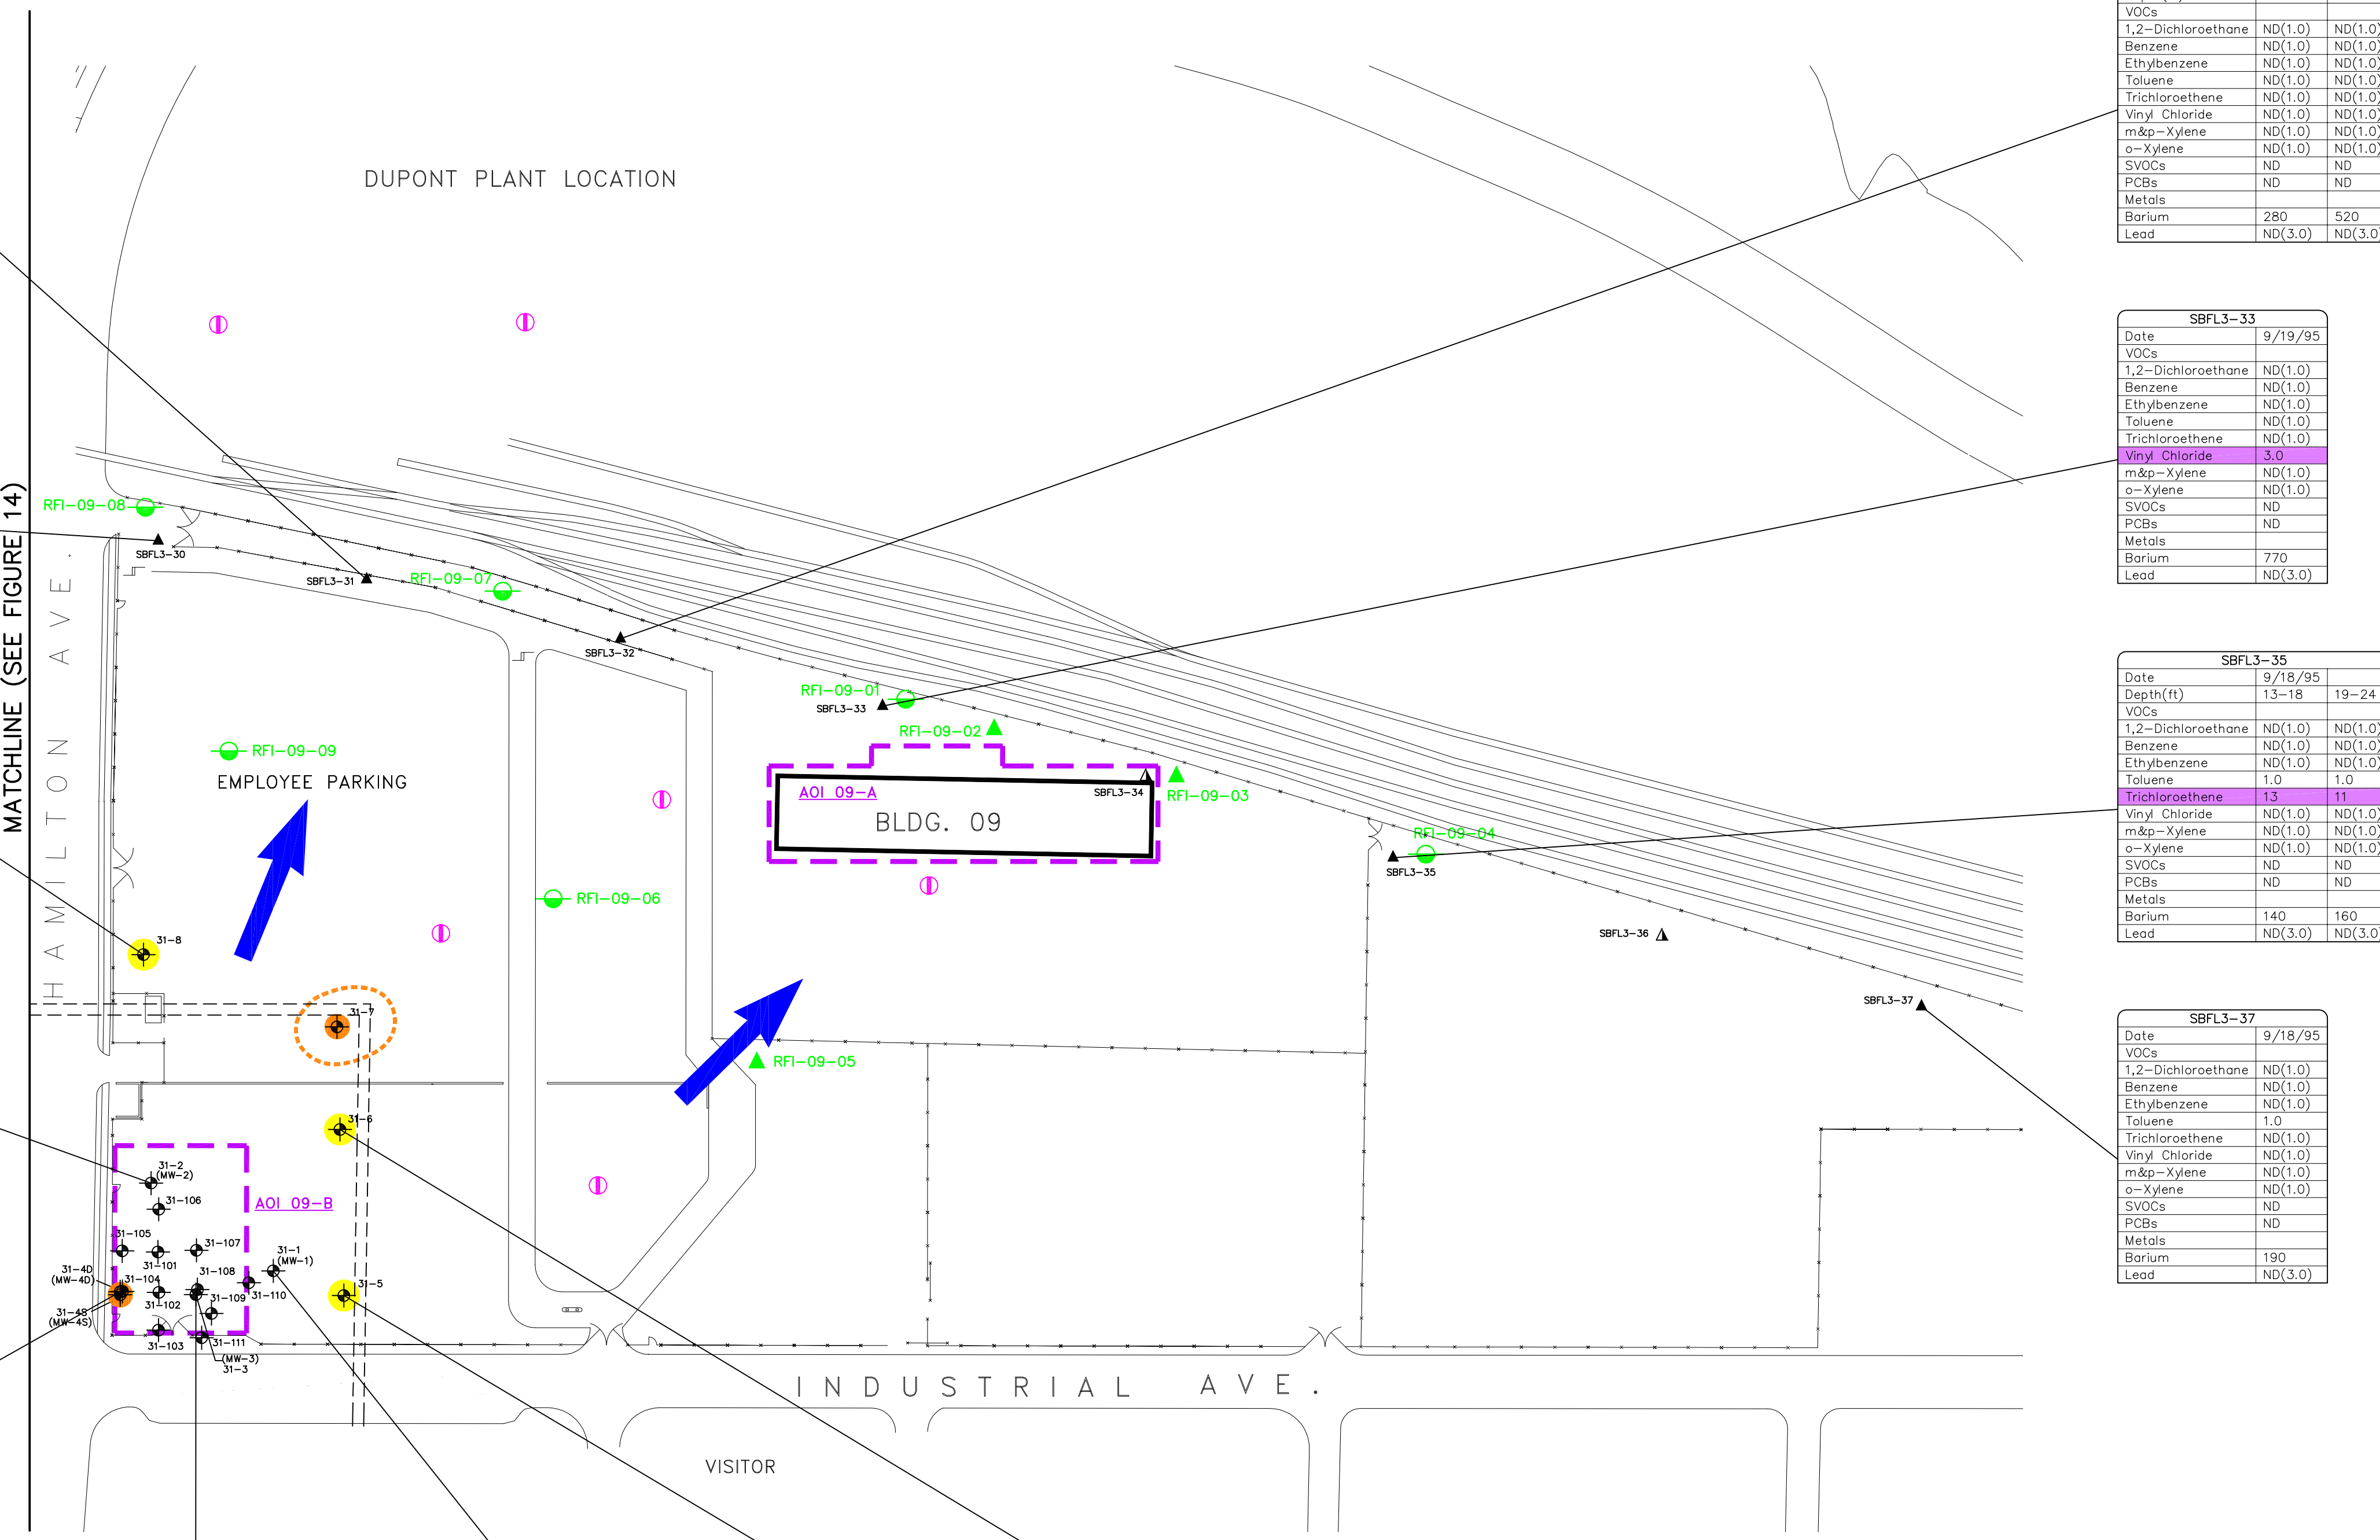 MATCHLINE (SEE FIGURE 14)
HAMILTON AVE.
DUPONT PLANT LOCATION
RFI-09-08
SBFL3-30
SBFL3-31
RFI-09-07
SBFL3-32
RFI-09-01
SBFL3-33
RFI-09-02
RFI-09-09
EMPLOYEE PARKING
AOI 09-A
BLDG. 09
SBFL3-34
RFI-09-03
RFI-09-04
SBFL3-35
RFI-09-06
SBFL3-36
SBFL3-37
31-8
31-7
RFI-09-05
31-6
31-2
(MW-2)
31-106
AOI 09-B
31-105
31-107
31-101
31-1
(MW-1)
31-4D
(MW-4D)
31-104
31-108
31-5
31-102
31-109
31-110
31-4S
(MW-4S)
31-103
31-111
(MW-3)
31-3
INDUSTRIAL AVE.
VISITOR
VOCs
1,2-Dichloroethane ND(1.0) ND(1.0)
Benzene ND(1.0) ND(1.0)
Ethylbenzene ND(1.0) ND(1.0)
Toluene ND(1.0) ND(1.0)
Trichloroethene ND(1.0) ND(1.0)
Vinyl Chloride ND(1.0) ND(1.0)
m&p-Xylene ND(1.0) ND(1.0)
o-Xylene ND(1.0) ND(1.0)
SVOCs ND ND
PCBs ND ND
Metals
Barium 280 520
Lead ND(3.0) ND(3.0
SBFL3-33
Date 9/19/95
VOCs
1,2-Dichloroethane ND(1.0)
Benzene ND(1.0)
Ethylbenzene ND(1.0)
Toluene ND(1.0)
Trichloroethene ND(1.0)
Vinyl Chloride 3.0
m&p-Xylene ND(1.0)
o-Xylene ND(1.0)
SVOCs ND
PCBs ND
Metals
Barium 770
Lead ND(3.0)
SBFL3-35
Date 9/18/95
Depth(ft) 13-18 19-24
VOCs
1,2-Dichloroethane ND(1.0) ND(1.0)
Benzene ND(1.0) ND(1.0)
Ethylbenzene ND(1.0) ND(1.0)
Toluene 1.0 1.0
Trichloroethene 13 11
Vinyl Chloride ND(1.0) ND(1.0)
m&p-Xylene ND(1.0) ND(1.0)
o-Xylene ND(1.0) ND(1.0)
SVOCs ND ND
PCBs ND ND
Metals
Barium 140 160
Lead ND(3.0) ND(3.0
SBFL3-37
Date 9/18/95
VOCs
1,2-Dichloroethane ND(1.0)
Benzene ND(1.0)
Ethylbenzene ND(1.0)
Toluene 1.0
Trichloroethene ND(1.0)
Vinyl Chloride ND(1.0)
m&p-Xylene ND(1.0)
o-Xylene ND(1.0)
SVOCs ND
PCBs ND
Metals
Barium 190
Lead ND(3.0)